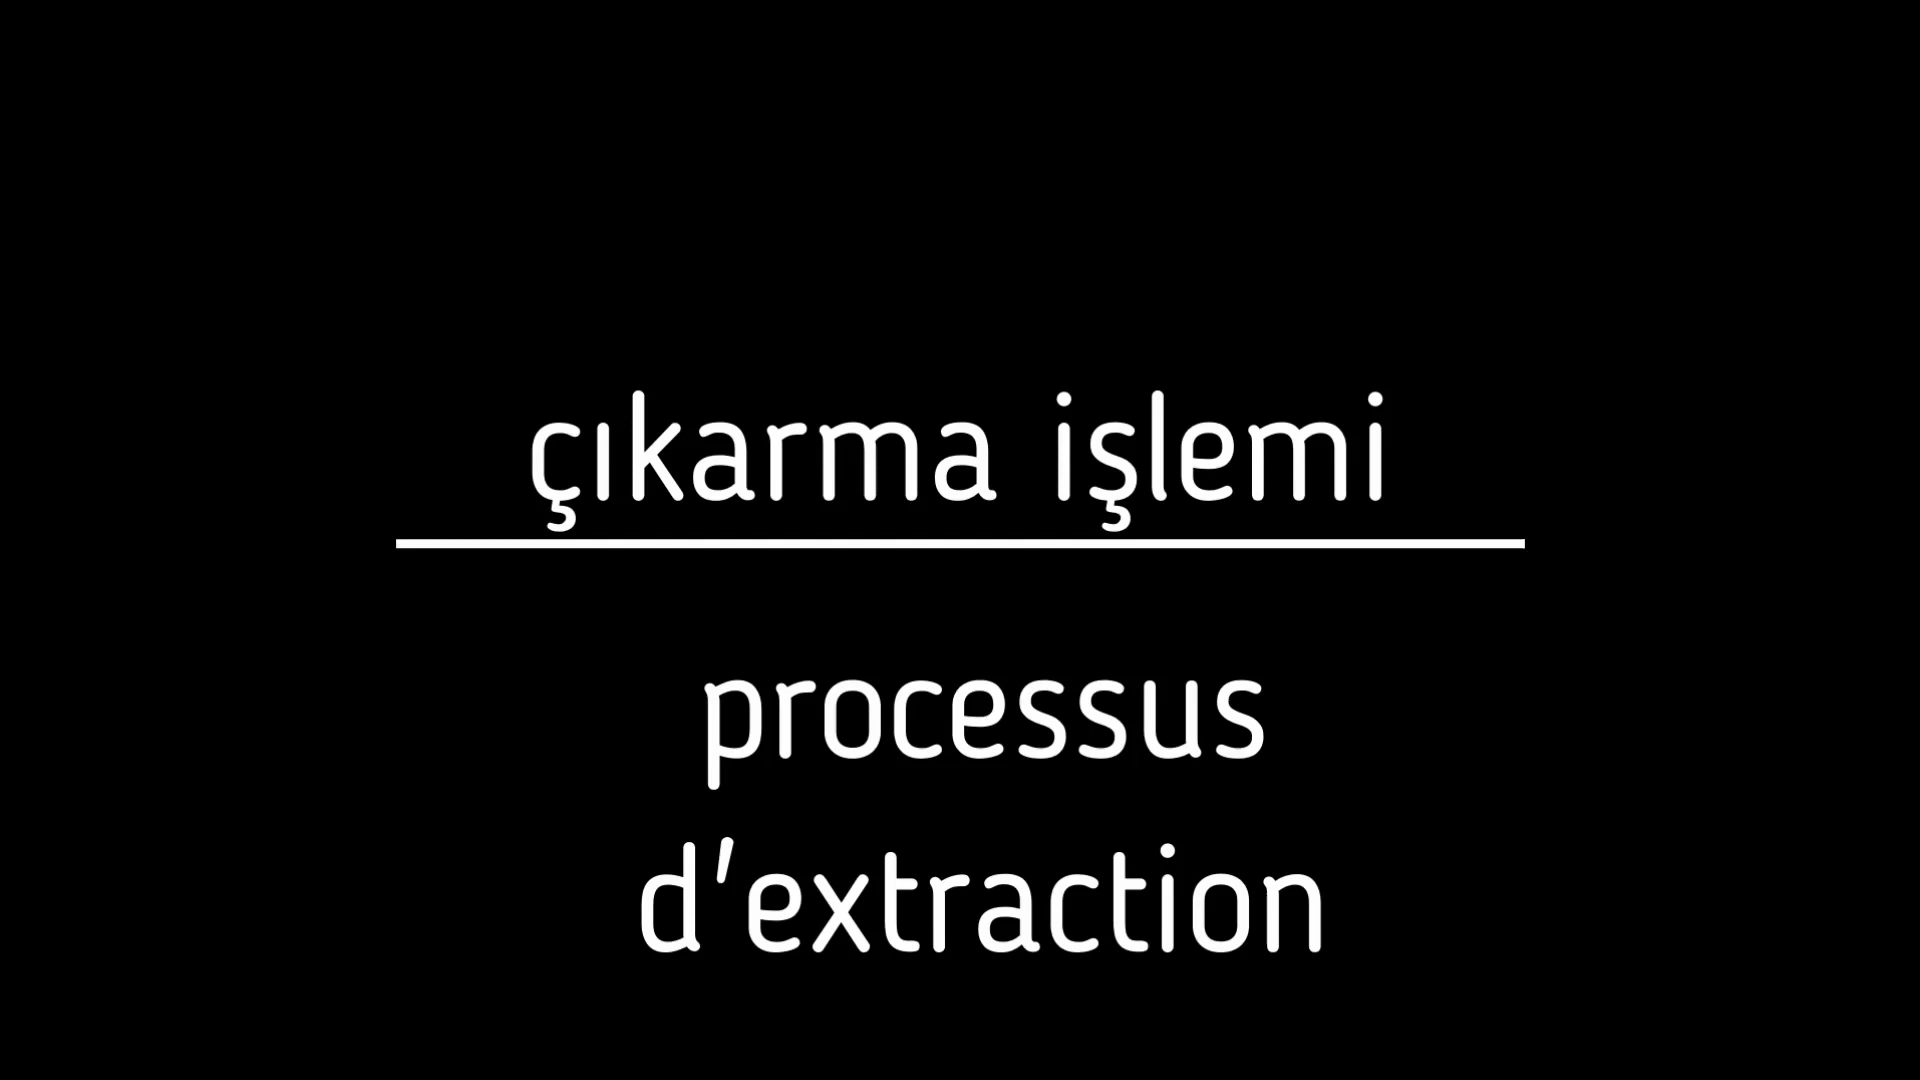 çıkarma işlemi
processus
d'extraction